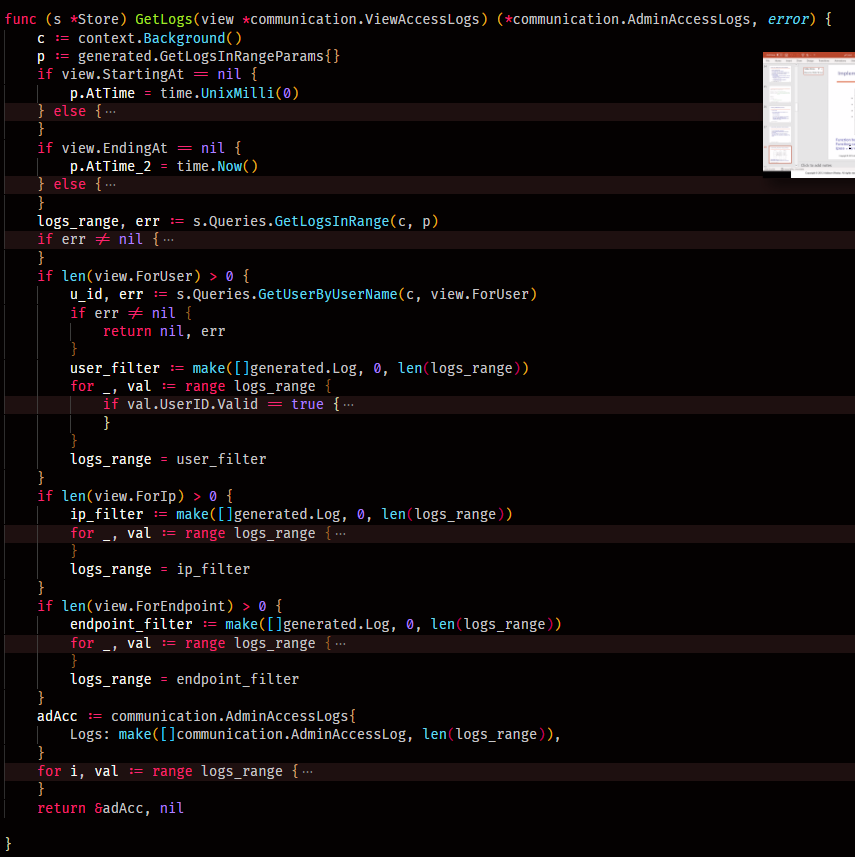 func (s *Store) GetLogs(view *communication.ViewAccessLogs) (*communication.AdminAccessLogs, error) {
    c := context.Background()
    p := generated.GetLogsInRangeParams{}
    if view.StartingAt == nil {
        p.AtTime = time.UnixMilli(0)
    } else {···
    }
    if view.EndingAt == nil {
        p.AtTime_2 = time.Now()
    } else {···
    }
    logs_range, err := s.Queries.GetLogsInRange(c, p)
    if err != nil {···
    }
    if len(view.ForUser) > 0 {
        u_id, err := s.Queries.GetUserByUserName(c, view.ForUser)
        if err != nil {
            return nil, err
        }
        user_filter := make([]generated.Log, 0, len(logs_range))
        for _, val := range logs_range {
            if val.UserID.Valid == true {···
            }
        }
        logs_range = user_filter
    }
    if len(view.ForIp) > 0 {
        ip_filter := make([]generated.Log, 0, len(logs_range))
        for _, val := range logs_range {···
        }
        logs_range = ip_filter
    }
    if len(view.ForEndpoint) > 0 {
        endpoint_filter := make([]generated.Log, 0, len(logs_range))
        for _, val := range logs_range {···
        }
        logs_range = endpoint_filter
    }
    adAcc := communication.AdminAccessLogs{
        Logs: make([]communication.AdminAccessLog, len(logs_range)),
    }
    for i, val := range logs_range {···
    }
    return &adAcc, nil
}